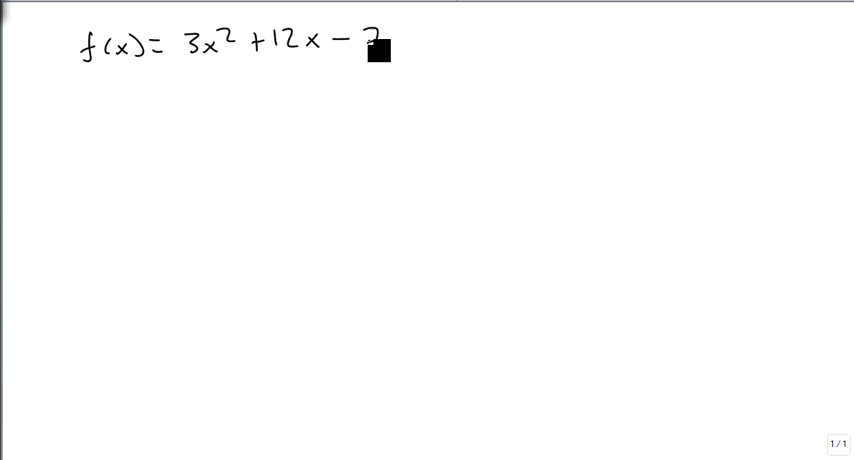 f(x) = 3x² + 12x −
1 / 1